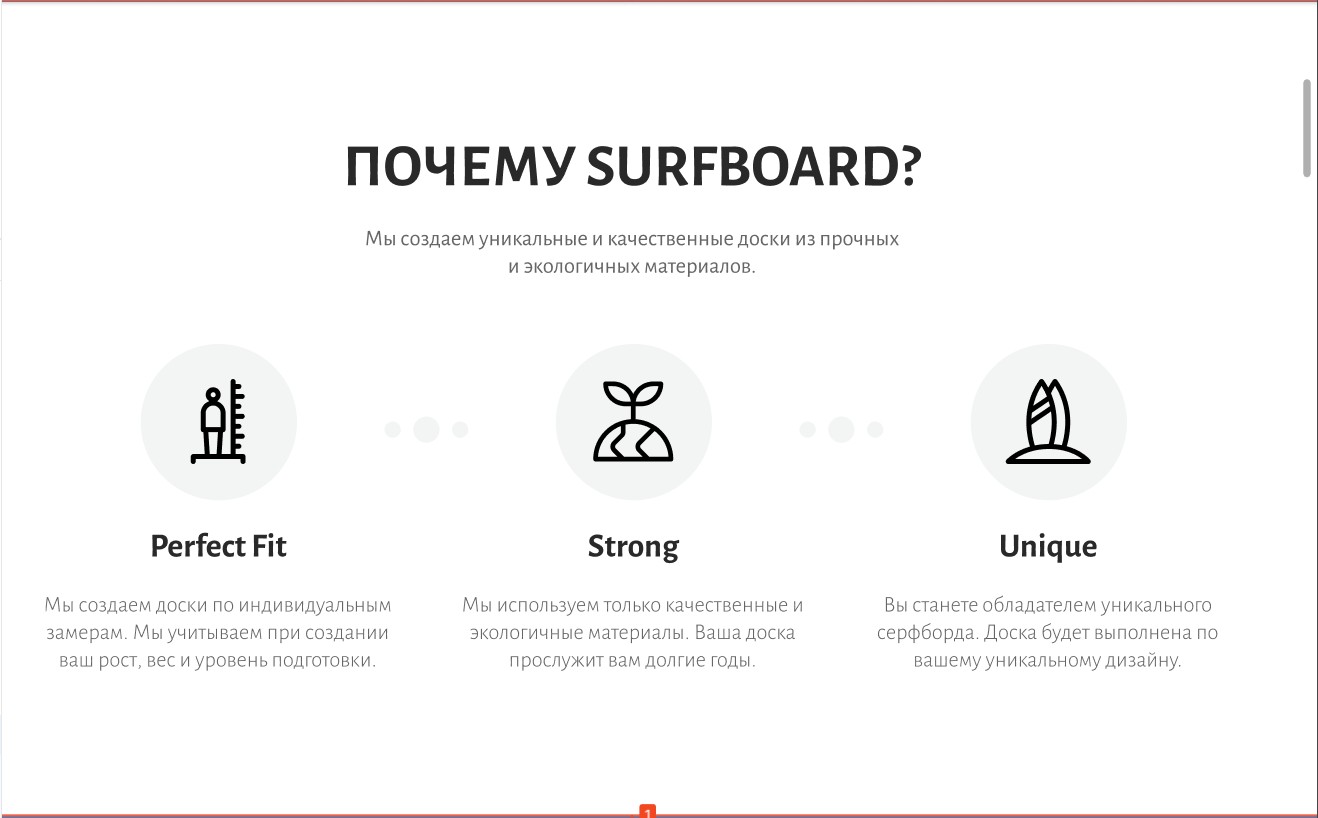 ПОЧЕМУ SURFBOARD?
Мы создаем уникальные и качественные доски из прочных
и экологичных материалов.
Perfect Fit
Мы создаем доски по индивидуальным
замерам. Мы учитываем при создании
ваш рост, вес и уровень подготовки.
Strong
Мы используем только качественные и
экологичные материалы. Ваша доска
прослужит вам долгие годы.
Unique
Вы станете обладателем уникального
серфборда. Доска будет выполнена по
вашему уникальному дизайну.
1